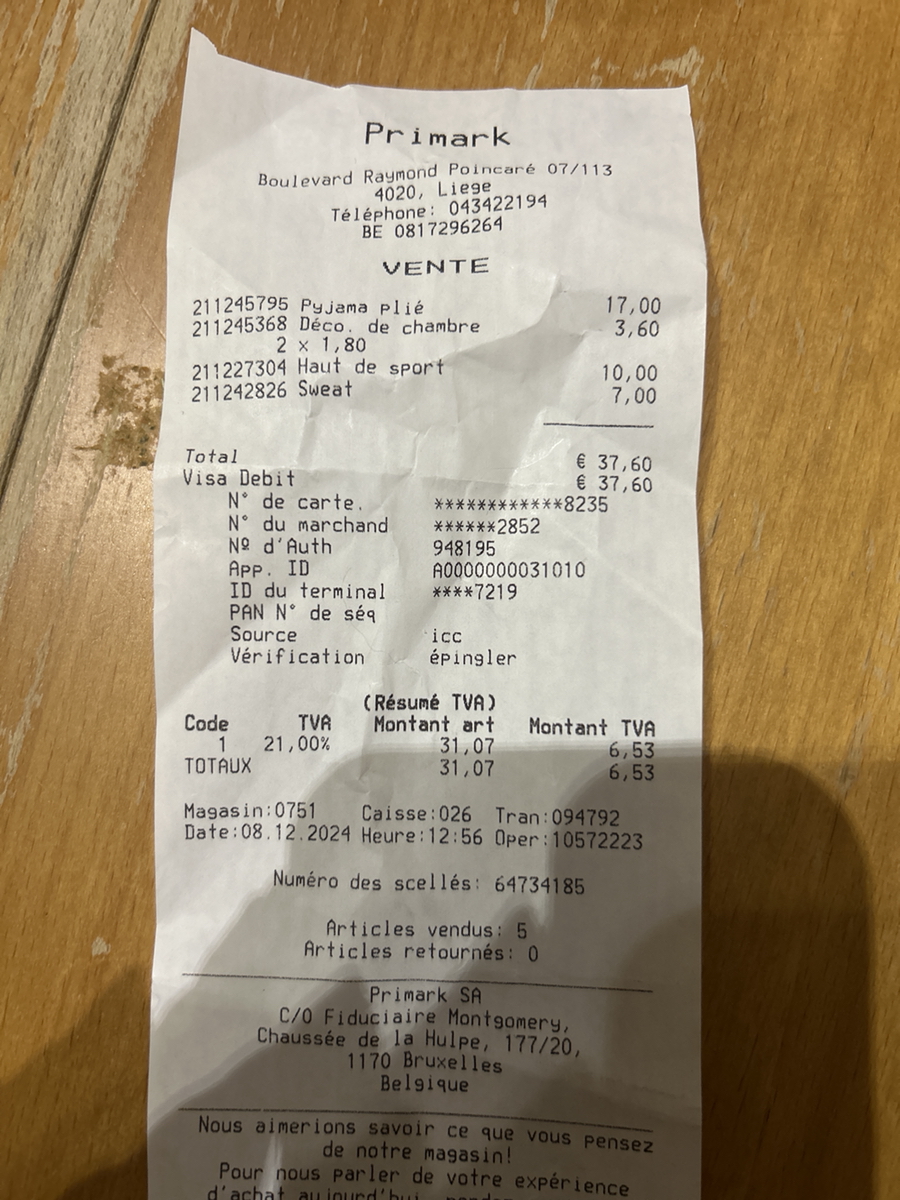 Primark
Boulevard Raymond Poincaré 07/113
4020, Liege
Téléphone: 043422194
BE 0817296264
VENTE
211245795 Pyjama plié 17,00
211245368 Déco. de chambre 3,60
2 x 1,80
211227304 Haut de sport 10,00
211242826 Sweat 7,00
Total € 37,60
Visa Debit € 37,60
N° de carte. ************8235
N° du marchand ******2852
Nº d'Auth 948195
App. ID A0000000031010
ID du terminal ****7219
PAN N° de séq
Source icc
Vérification épingler
(Résumé TVA)
Code TVA Montant art Montant TVA
1 21,00% 31,07 6,53
TOTAUX 31,07 6,53
Magasin:0751 Caisse:026 Tran:094792
Date:08.12.2024 Heure:12:56 Oper:10572223
Numéro des scellés: 64734185
Articles vendus: 5
Articles retournés: 0
Primark SA
C/O Fiduciaire Montgomery,
Chaussée de la Hulpe, 177/20,
1170 Bruxelles
Belgique
Nous aimerions savoir ce que vous pensez
de notre magasin!
Pour nous parler de votre expérience
d'achat aujourd'hui,